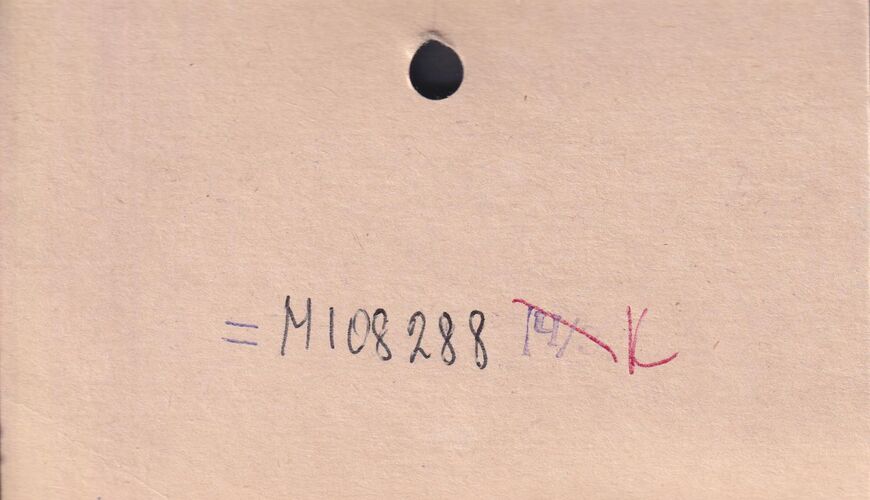 = M108288 K